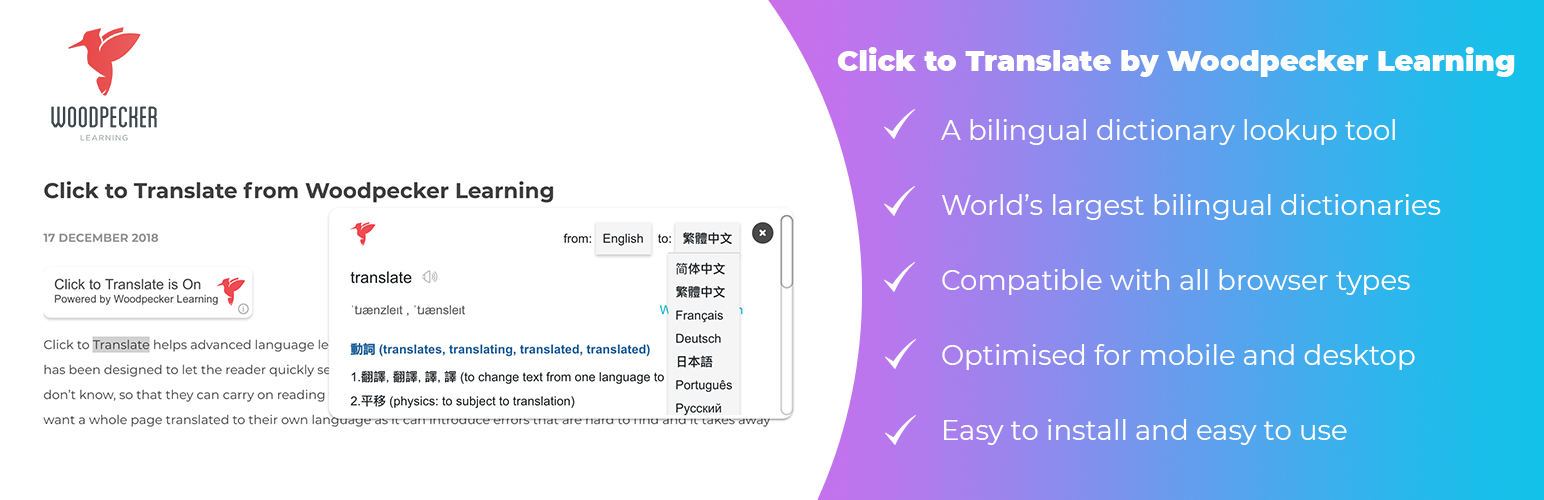 WOODPECKER
LEARNING
Click to Translate from Woodpecker Learning
17 DECEMBER 2018
Click to Translate is On
Powered by Woodpecker Learning
Click to Translate helps advanced language le
has been designed to let the reader quickly se
don't know, so that they can carry on reading
want a whole page translated to their own language as it can introduce errors that are hard to find and it takes away
from: English to: 繁體中文
translate
ˈtɹænzleɪt , ˈtɹænsleɪt
動詞 (translates, translating, translated, translated)
1.翻譯, 翻譯, 譯, 譯 (to change text from one language to
2.平移 (physics: to subject to translation)
简体中文
繁體中文
Français
Deutsch
日本語
Português
Русский
Click to Translate by Woodpecker Learning
A bilingual dictionary lookup tool
World's largest bilingual dictionaries
Compatible with all browser types
Optimised for mobile and desktop
Easy to install and easy to use